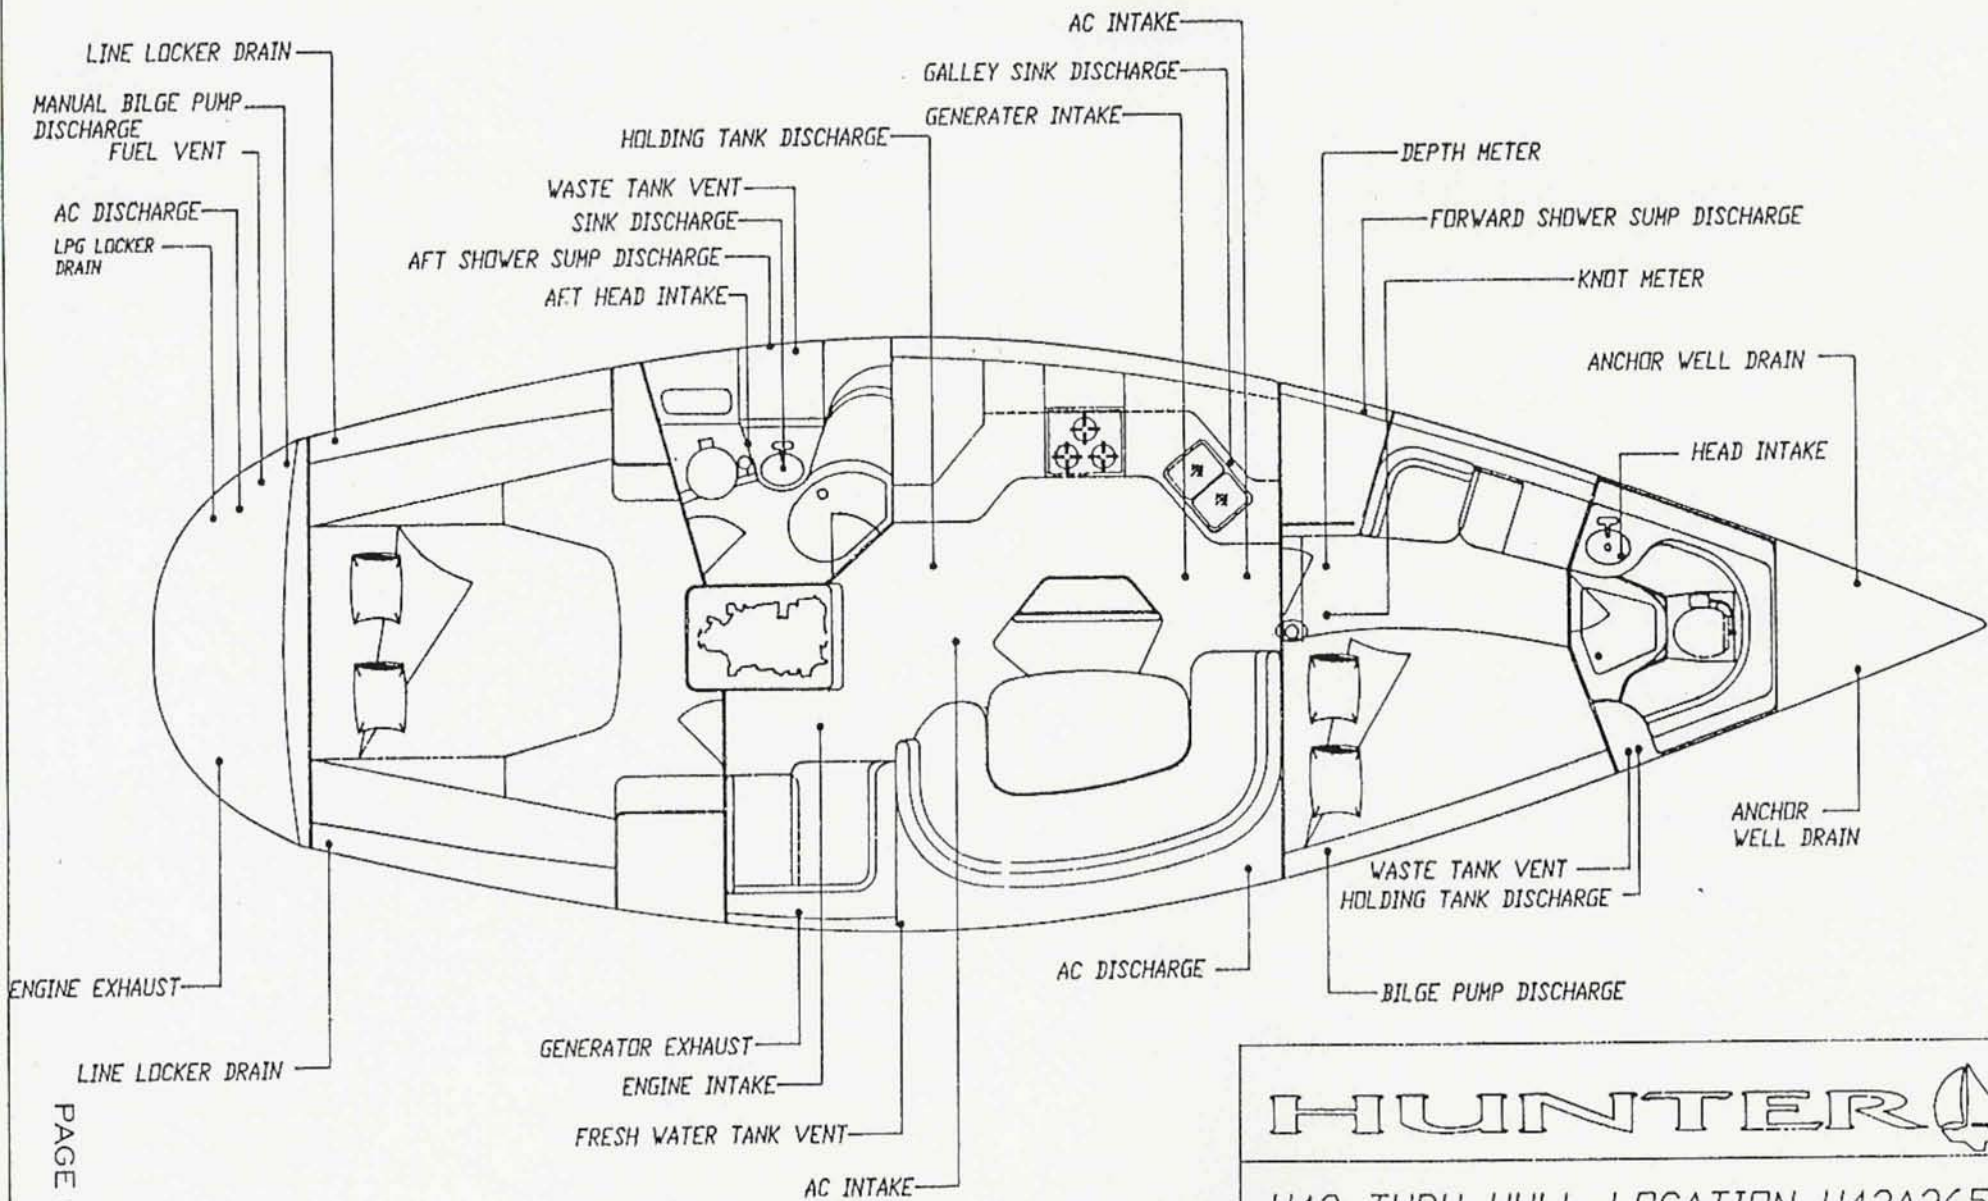 AC INTAKE
LINE LOCKER DRAIN
GALLEY SINK DISCHARGE
MANUAL BILGE PUMP
DISCHARGE
GENERATER INTAKE
HOLDING TANK DISCHARGE
FUEL VENT
DEPTH METER
WASTE TANK VENT
AC DISCHARGE
SINK DISCHARGE
FORWARD SHOWER SUMP DISCHARGE
LPG LOCKER
DRAIN
AFT SHOWER SUMP DISCHARGE
KNOT METER
AFT HEAD INTAKE
ANCHOR WELL DRAIN
HEAD INTAKE
ANCHOR
WELL DRAIN
WASTE TANK VENT
HOLDING TANK DISCHARGE
AC DISCHARGE
ENGINE EXHAUST
BILGE PUMP DISCHARGE
GENERATOR EXHAUST
LINE LOCKER DRAIN
ENGINE INTAKE
FRESH WATER TANK VENT
AC INTAKE
PAGE
HUNTER